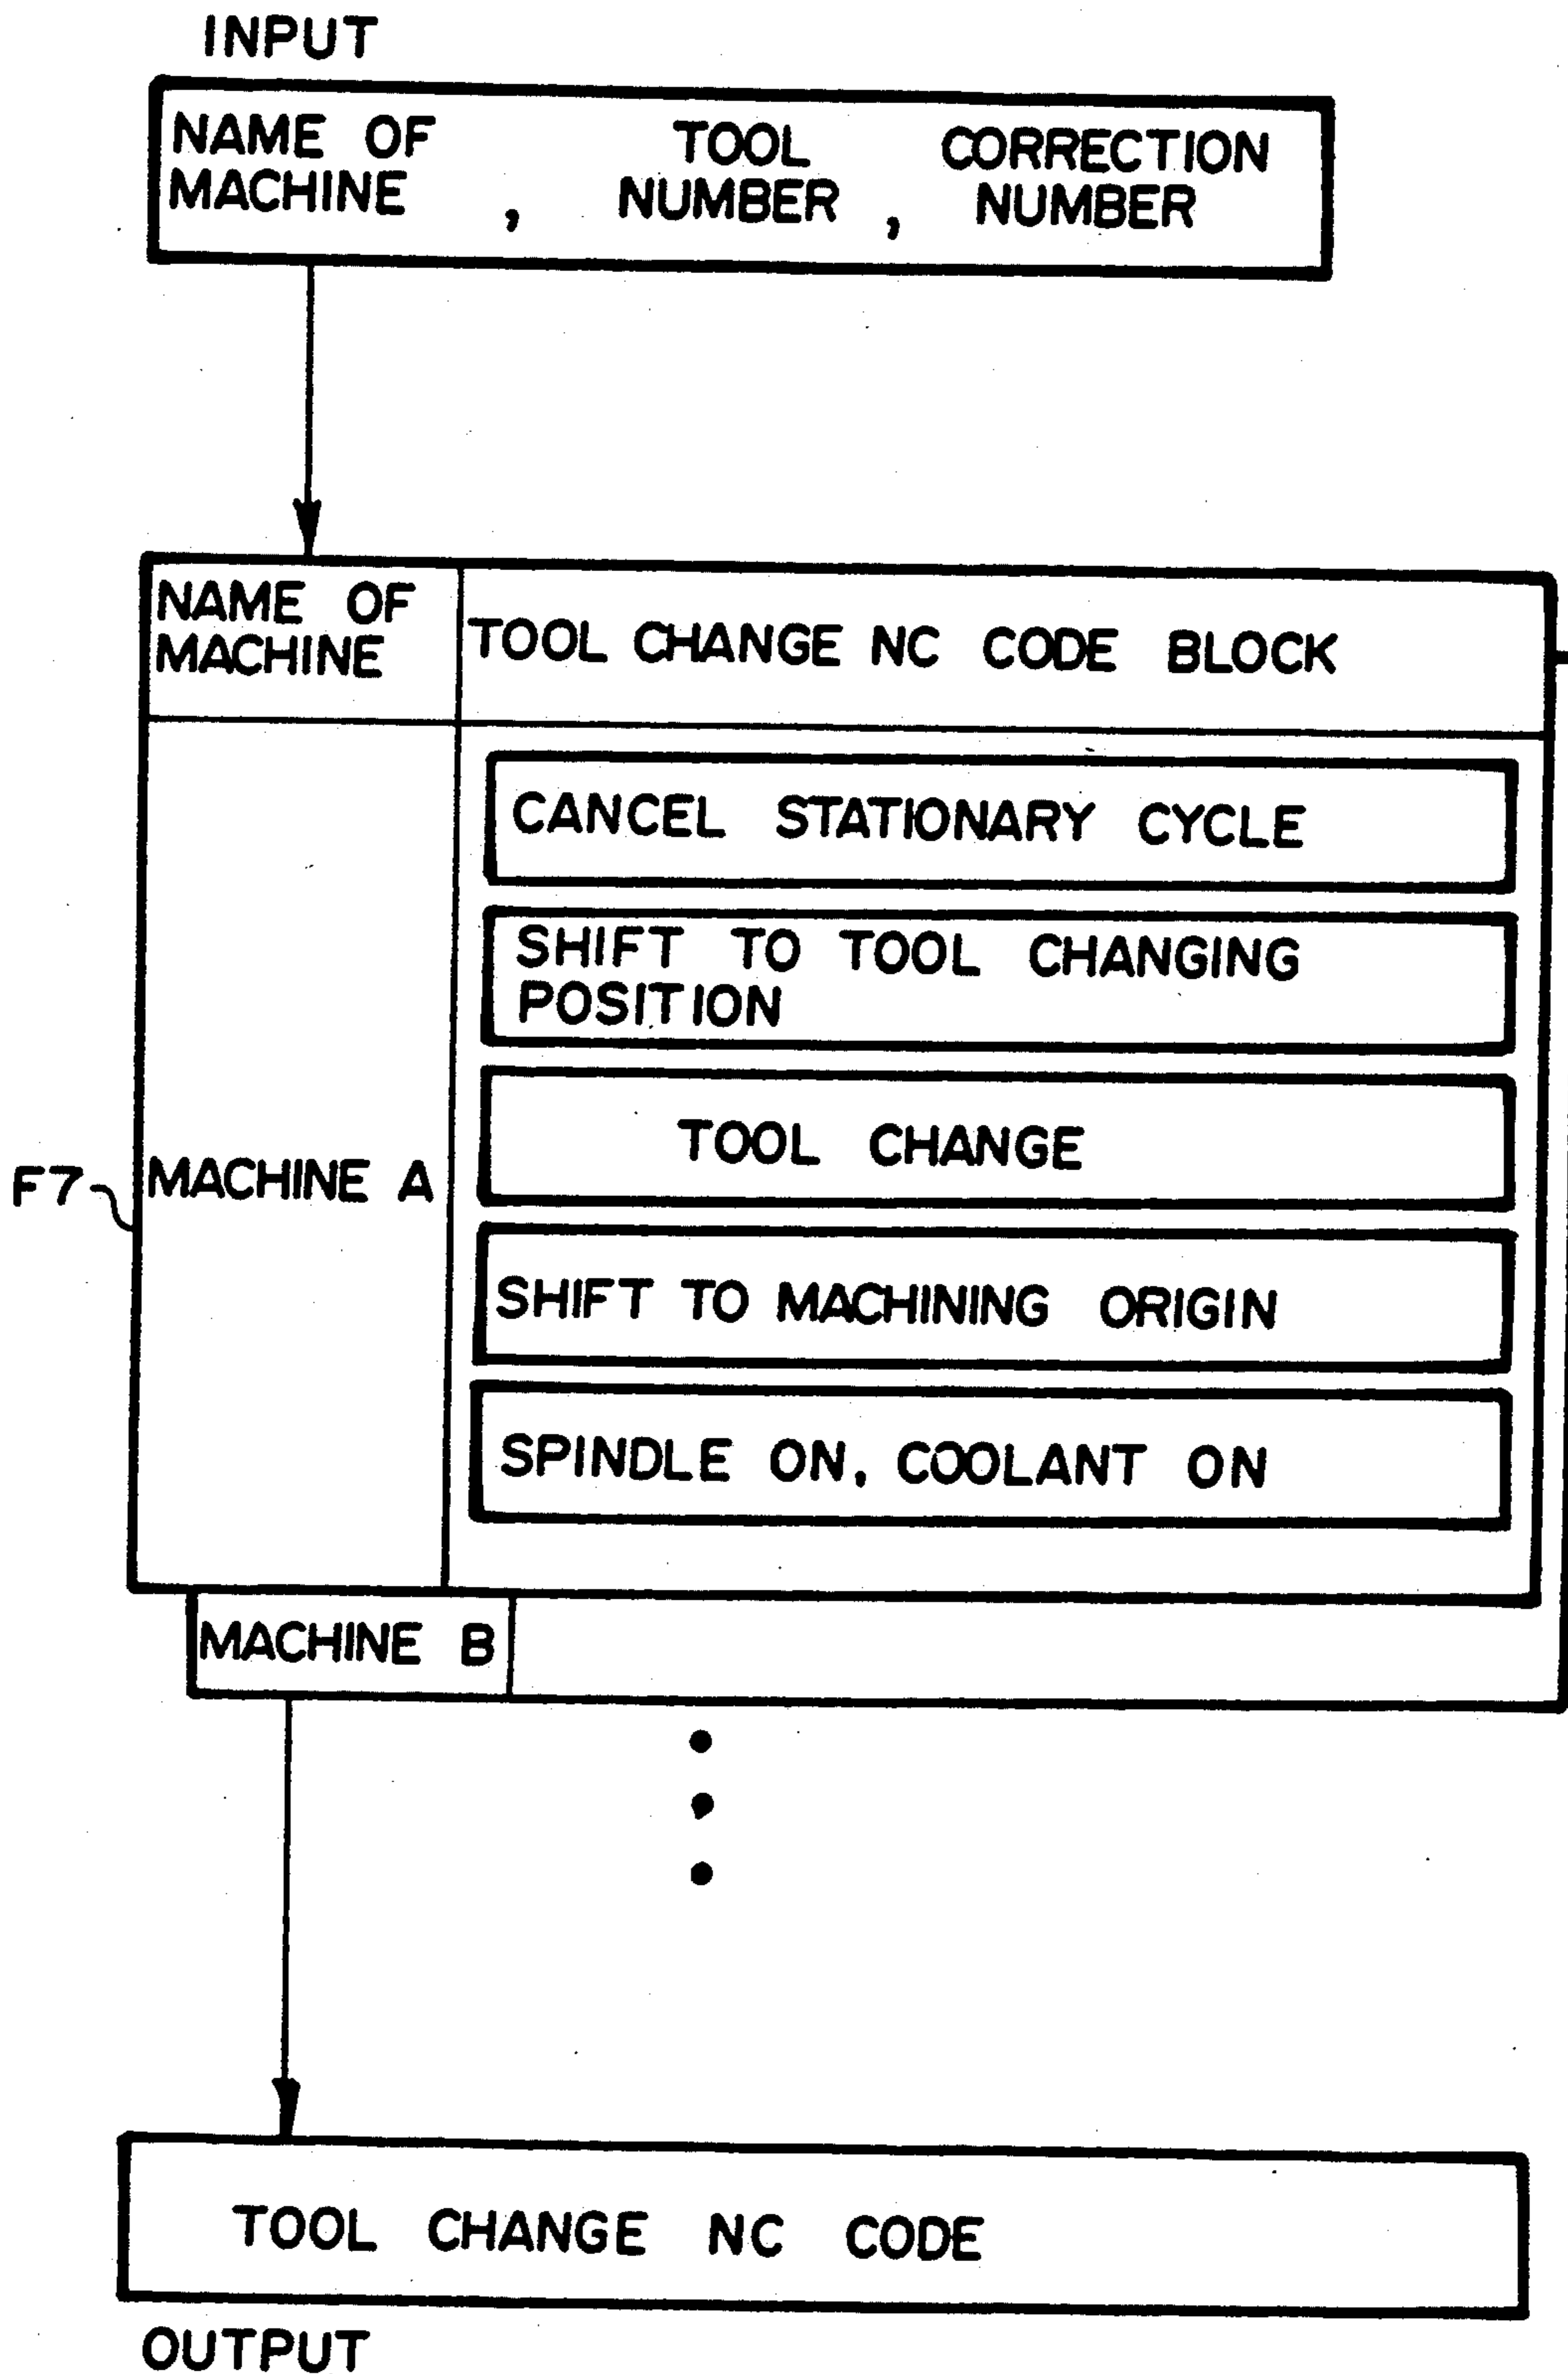 INPUT
NAME OF MACHINE , TOOL NUMBER , CORRECTION NUMBER
NAME OF
MACHINE
TOOL CHANGE NC CODE BLOCK
CANCEL STATIONARY CYCLE
SHIFT TO TOOL CHANGING
POSITION
F7
MACHINE A
TOOL CHANGE
SHIFT TO MACHINING ORIGIN
SPINDLE ON, COOLANT ON
MACHINE B
TOOL CHANGE NC CODE
OUTPUT